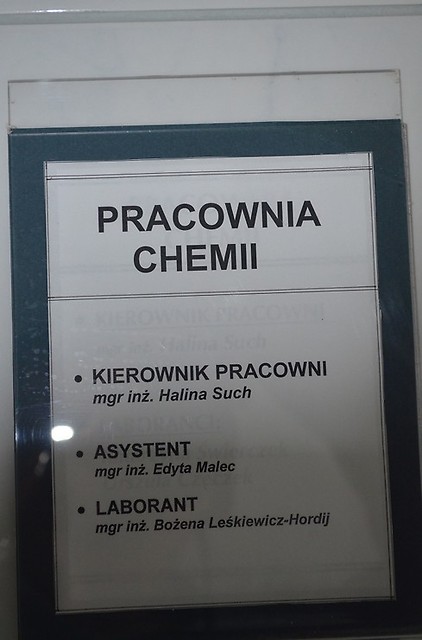 PRACOWNIA
CHEMII
• KIEROWNIK PRACOWNI
mgr inż. Halina Such
• ASYSTENT
mgr inż. Edyta Malec
• LABORANT
mgr inż. Bożena Leśkiewicz-Hordij